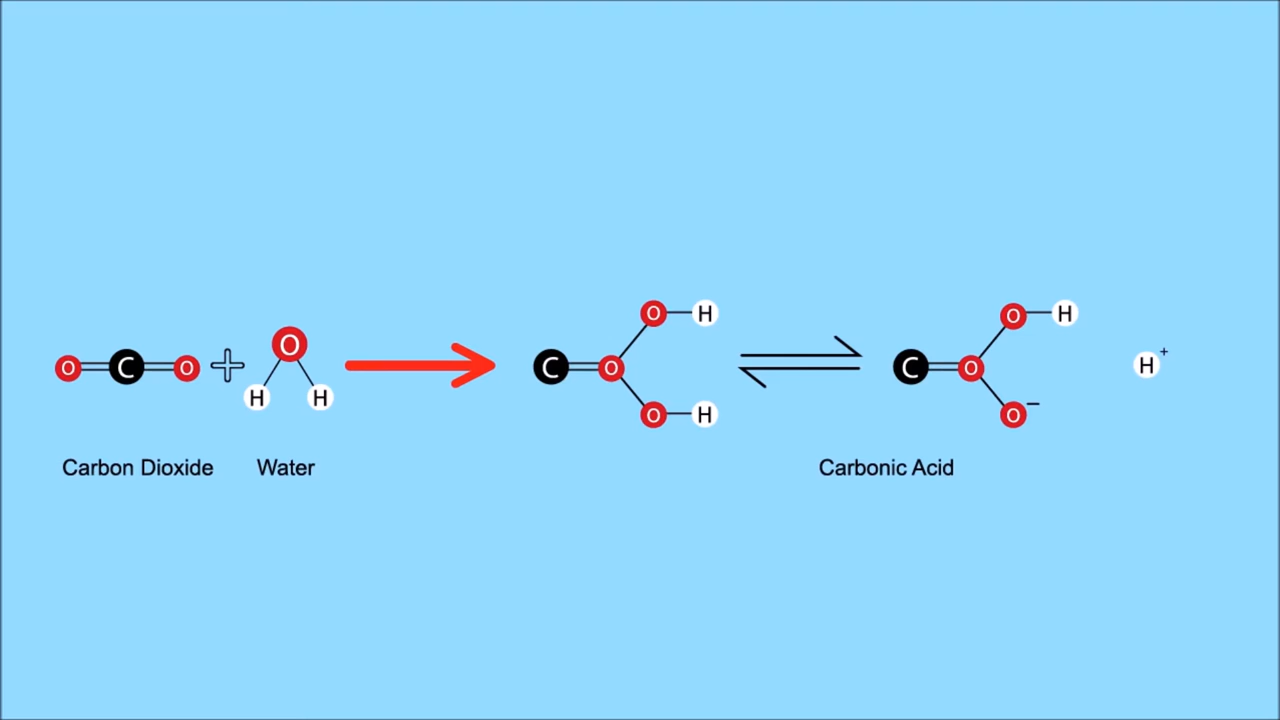 O C O
O
H H
C O
O H
O H
C O
O H
O −
H +
Carbon Dioxide Water Carbonic Acid